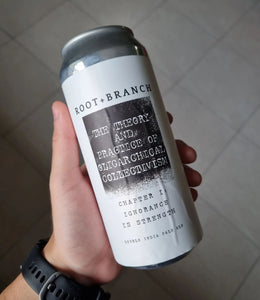 ROOT + BRANCH
THE THEORY
AND
PRACTICE OF
OLIGARCHICAL
COLLECTIVISM
CHAPTER I:
IGNORANCE
IS STRENGTH
DOUBLE INDIA PALE ALE